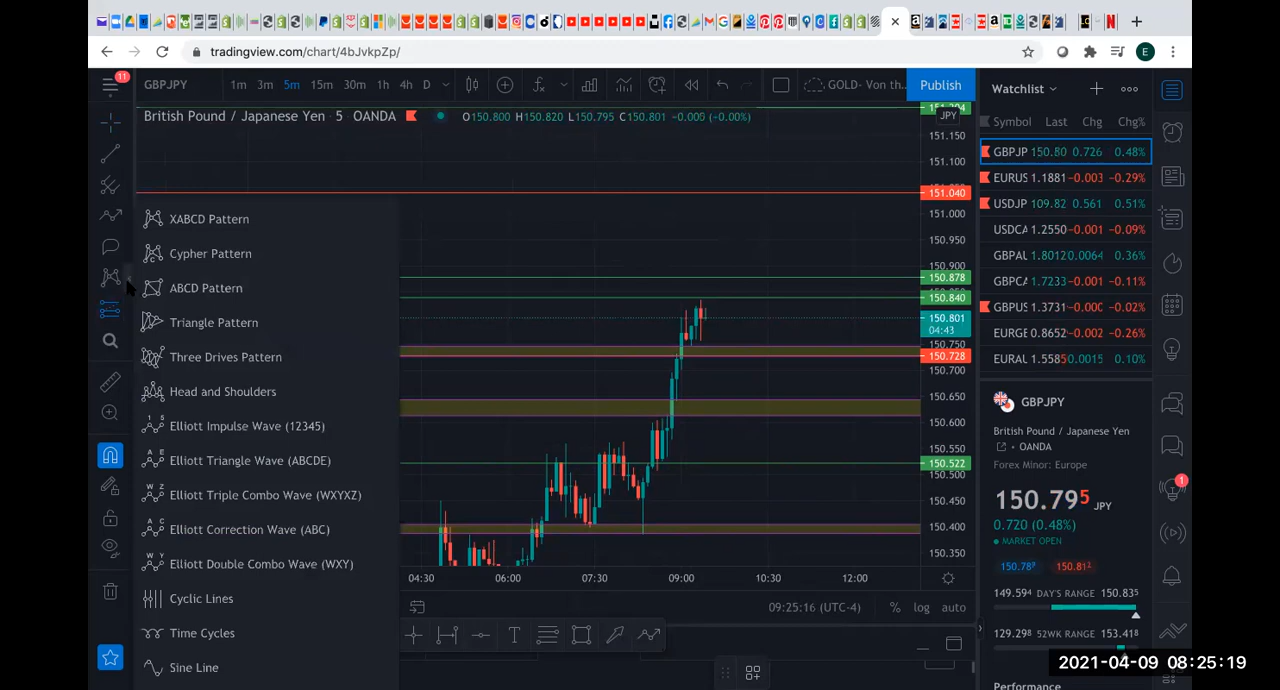 tradingview.com/chart/4bJvkpZp/
E
11
GBPJPY 1m 3m 5m 15m 30m 1h 4h D GOLD- Von th... Publish
British Pound / Japanese Yen · 5 · OANDA O150.800 H150.820 L150.795 C150.801 −0.000 (−0.00%)
JPY
151.150
151.100
151.040
151.000
150.950
150.900
150.878
150.840
150.801
04:43
150.750
150.728
150.700
150.650
150.600
150.550
150.522
150.500
150.450
150.400
150.350
XABCD Pattern
Cypher Pattern
ABCD Pattern
Triangle Pattern
Three Drives Pattern
Head and Shoulders
Elliott Impulse Wave (12345)
Elliott Triangle Wave (ABCDE)
Elliott Triple Combo Wave (WXYXZ)
Elliott Correction Wave (ABC)
Elliott Double Combo Wave (WXY)
Cyclic Lines
Time Cycles
Sine Line
04:30 06:00 07:30 09:00 10:30 12:00
09:25:16 (UTC-4) % log auto
Watchlist
Symbol Last Chg Chg%
GBPJP 150.80 0.726 0.48%
EURUS 1.1881 −0.003 −0.29%
USDJP 109.82 0.561 0.51%
USDCA 1.2550 −0.001 −0.09%
GBPAU 1.8012 0.0064 0.36%
GBPCA 1.7233 −0.001 −0.11%
GBPUS 1.3731 −0.000 −0.02%
EURGE 0.8652 −0.002 −0.26%
EURAU 1.5585 0.0015 0.10%
GBPJPY
British Pound / Japanese Yen
· OANDA
Forex Minor: Europe
150.795 JPY
0.720 (0.48%)
MARKET OPEN
150.789 150.812
149.594 DAY'S RANGE 150.835
129.298 52WK RANGE 153.418
Performance
1
2021-04-09 08:25:19